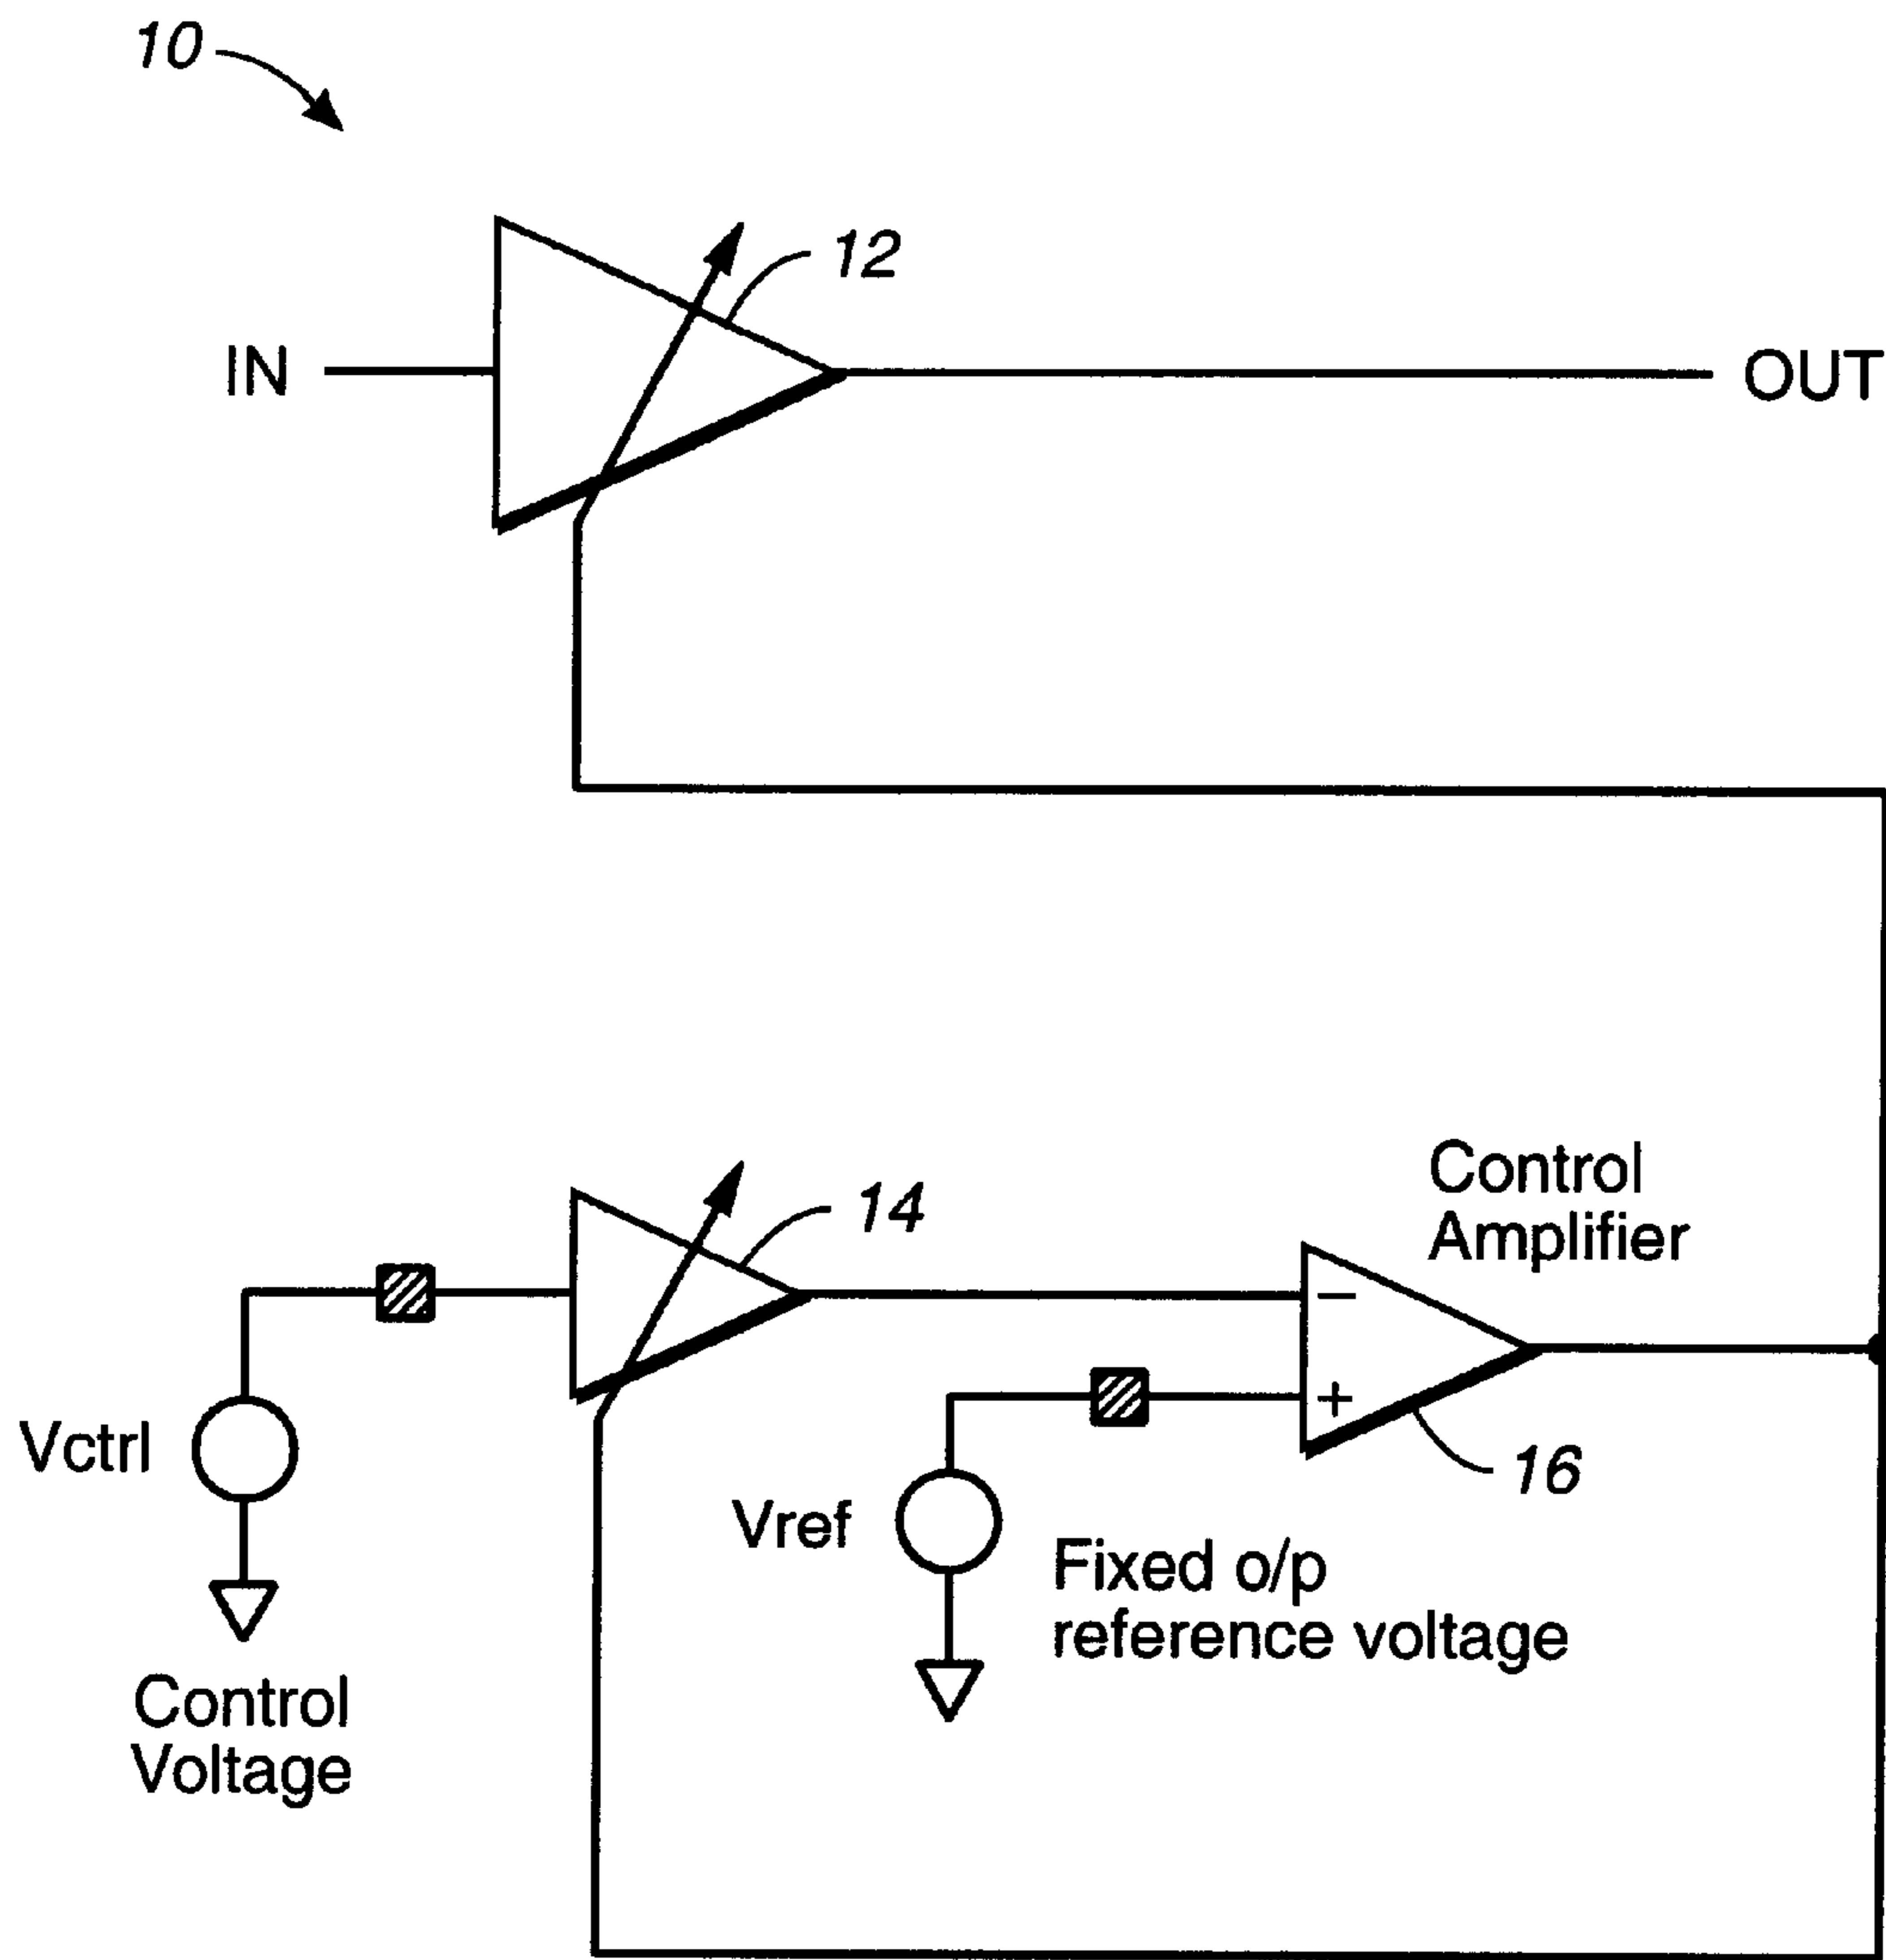 10
12
IN
OUT
Control
Amplifier
14
−
+
16
Vctrl
Vref
Fixed o/p
reference voltage
Control
Voltage